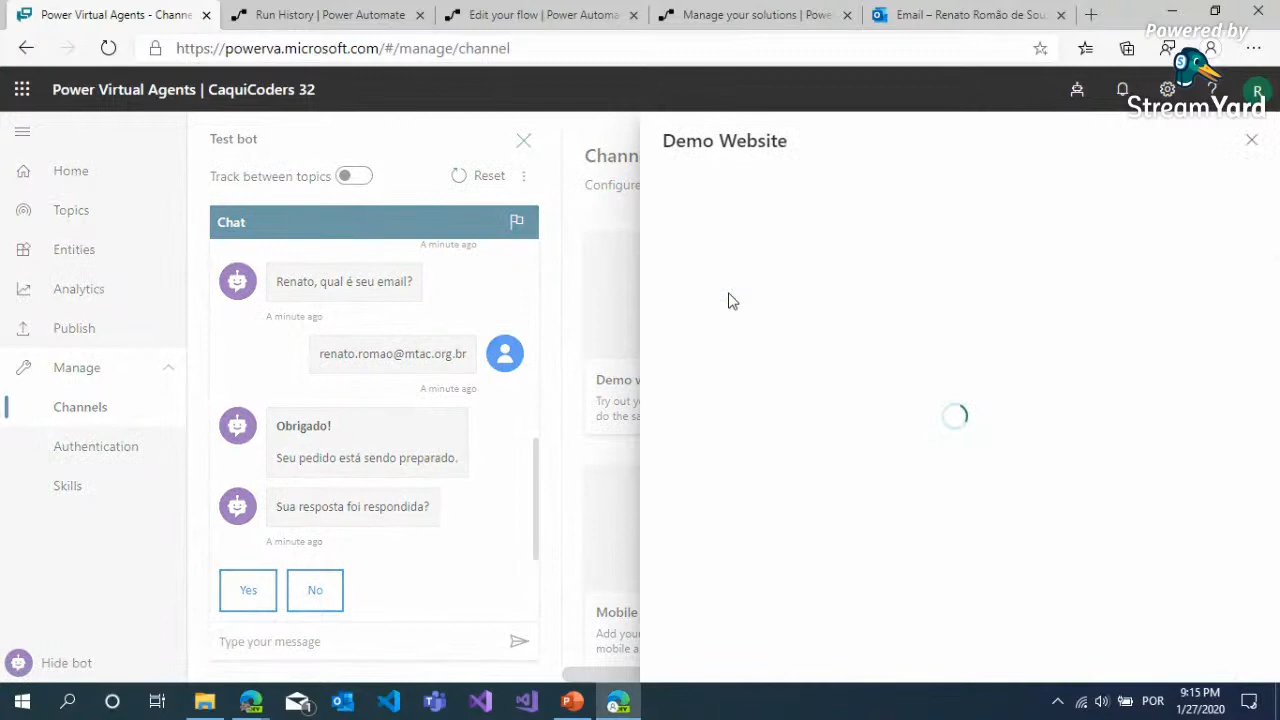 Power Virtual Agents - Channe
Run History | Power Automate
Edit your flow | Power Automa
Manage your solutions | Powe
Email – Renato Romão de Sou
https://powerva.microsoft.com/#/manage/channel
Powered by
StreamYard
Power Virtual Agents | CaquiCoders 32
R
Home
Topics
Entities
Analytics
Publish
Manage
Channels
Authentication
Skills
Hide bot
Test bot
Track between topics
Reset
Chat
A minute ago
Renato, qual é seu email?
A minute ago
renato.romao@mtac.org.br
A minute ago
Obrigado!
Seu pedido está sendo preparado.
Sua resposta foi respondida?
A minute ago
Yes
No
Type your message
Chann
Configure
Demo w
Try out yo
do the sa
Mobile
Add your
mobile a
Demo Website
POR
9:15 PM
1/27/2020